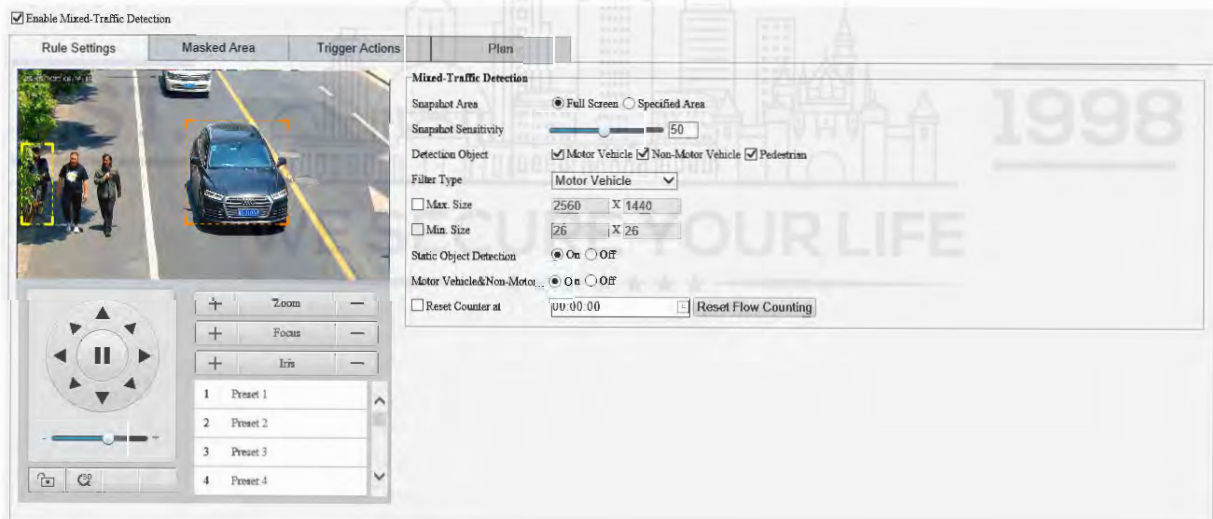 Enable Mixed-Traffic Detection
Rule Settings Masked Area Trigger Actions Plan
Mixed-Traffic Detection
Snapshot Area Full Screen Specified Area
Snapshot Sensitivity 50
Detection Object Motor Vehicle Non-Motor Vehicle Pedestrian
Filter Type Motor Vehicle
Max. Size 2560 X 1440
Min. Size 26 X 26
Static Object Detection On Off
Motor Vehicle&Non-Motor... On Off
Reset Counter at 00:00:00 Reset Flow Counting
Zoom
Focus
Iris
1 Preset 1
2 Preset 2
3 Preset 3
4 Preset 4
3D
1998
WE SECURE YOUR LIFE